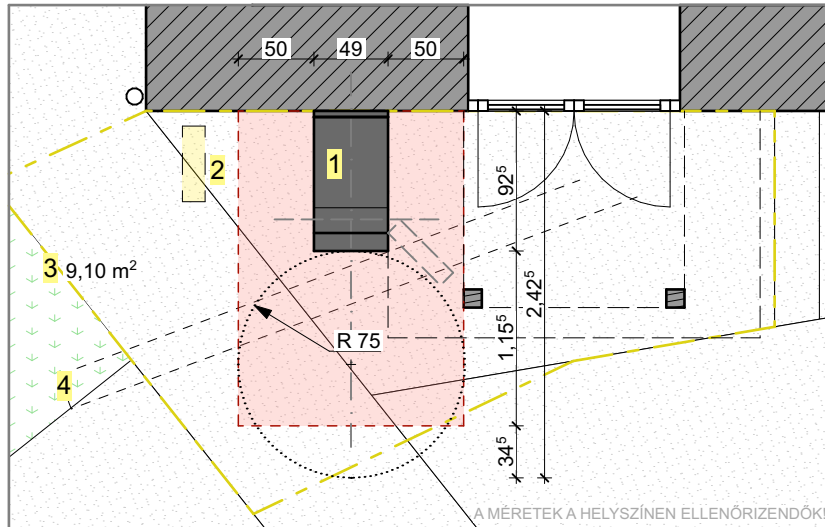 50 49 50
1
2
92⁵
3 9,10 m²
2,42⁵
1,15⁵
R 75
4
34⁵
A MÉRETEK A HELYSZÍNEN ELLENŐRIZENDŐK!